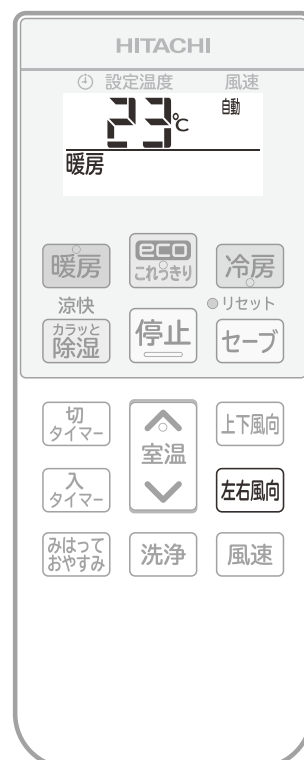 HITACHI
設定温度 風速
23℃ 自動
暖房
暖房 eco これっきり 冷房
涼快 リセット
カラッと除湿 停止 セーブ
切タイマー 室温 上下風向
入タイマー 左右風向
みはっておやすみ 洗浄 風速